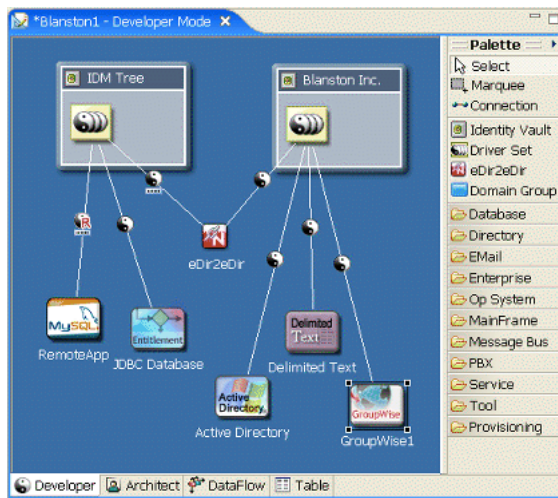 *Blanston1 - Developer Mode
Palette
Select
Marquee
Connection
Identity Vault
Driver Set
eDir2eDir
Domain Group
Database
Directory
EMail
Enterprise
Op System
MainFrame
Message Bus
PBX
Service
Tool
Provisioning
IDM Tree
Blanston Inc.
R
eDir2eDir
MySQL
RemoteApp
Entitlement
JDBC Database
Delimited
Text
Delimited Text
Active
Directory
Active Directory
GroupWise
GroupWise1
Developer
Architect
DataFlow
Table